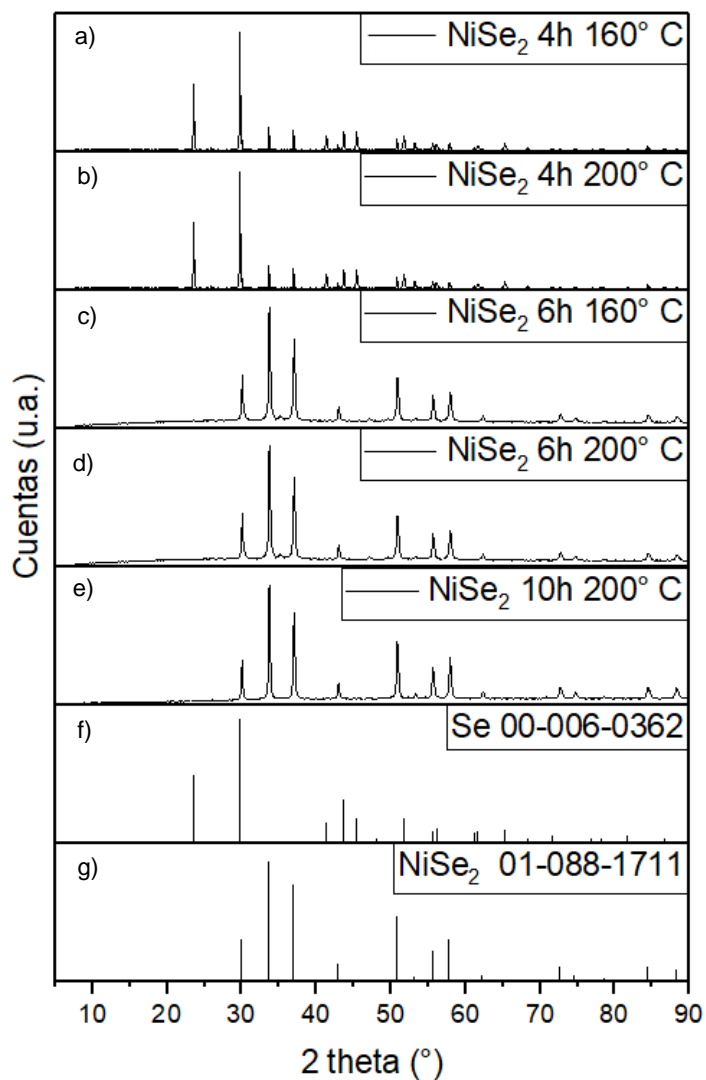 a)
NiSe₂ 4h 160° C
b)
NiSe₂ 4h 200° C
c)
NiSe₂ 6h 160° C
d)
NiSe₂ 6h 200° C
e)
NiSe₂ 10h 200° C
f)
Se 00-006-0362
g)
NiSe₂ 01-088-1711
Cuentas (u.a.)
10 20 30 40 50 60 70 80 90
2 theta (°)